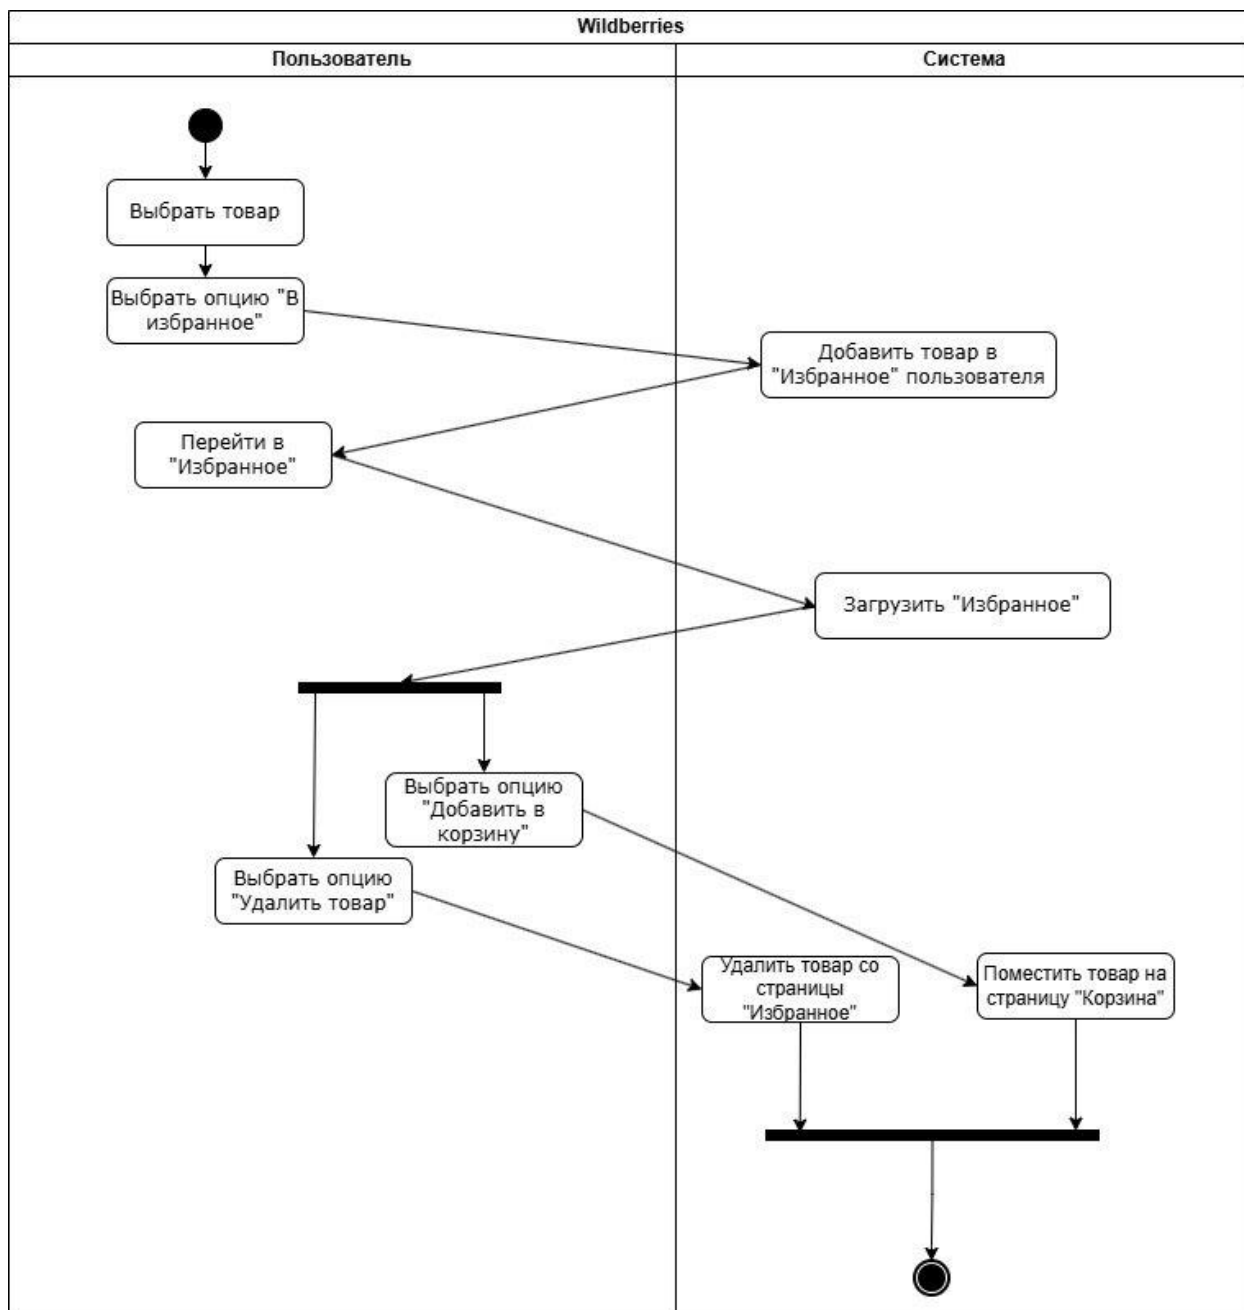 Wildberries
Пользователь
Система
Выбрать товар
Выбрать опцию "В
избранное"
Добавить товар в
"Избранное" пользователя
Перейти в
"Избранное"
Загрузить "Избранное"
Выбрать опцию
"Добавить в
корзину"
Выбрать опцию
"Удалить товар"
Удалить товар со
страницы
"Избранное"
Поместить товар на
страницу "Корзина"